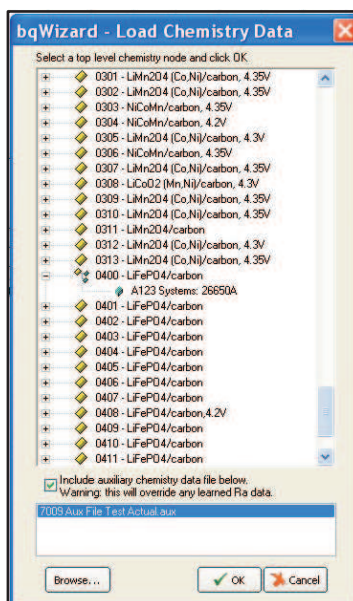 bqWizard - Load Chemistry Data
Select a top level chemistry node and click OK
0301 - LiMn2O4 (Co,Ni)/carbon, 4.35V
0302 - LiMn2O4 (Co,Ni)/carbon, 4.35V
0303 - NiCoMn/carbon, 4.35V
0304 - NiCoMn/carbon, 4.2V
0305 - LiMn2O4 (Co,Ni)/carbon, 4.3V
0306 - NiCoMn/carbon, 4.35V
0307 - LiMn2O4 (Co,Ni)/carbon, 4.35V
0308 - LiCoO2 (Mn,Ni)/carbon, 4.3V
0309 - LiMn2O4 (Co,Ni)/carbon, 4.35V
0310 - LiMn2O4 (Co,Ni)/carbon, 4.35V
0311 - LiMn2O4/carbon
0312 - LiMn2O4 (Co,Ni)/carbon, 4.3V
0313 - LiMn2O4 (Co,Ni)/carbon, 4.35V
0400 - LiFePO4/carbon
A123 Systems: 26650A
0401 - LiFePO4/carbon
0402 - LiFePO4/carbon
0403 - LiFePO4/carbon
0404 - LiFePO4/carbon
0405 - LiFePO4/carbon
0406 - LiFePO4/carbon
0407 - LiFePO4/carbon
0408 - LiFePO4/carbon,4.2V
0409 - LiFePO4/carbon
0410 - LiFePO4/carbon
0411 - LiFePO4/carbon
Include auxiliary chemistry data file below.
Warning: this will override any learned Ra data.
7009 Aux File Test Actual.aux
Browse... OK Cancel